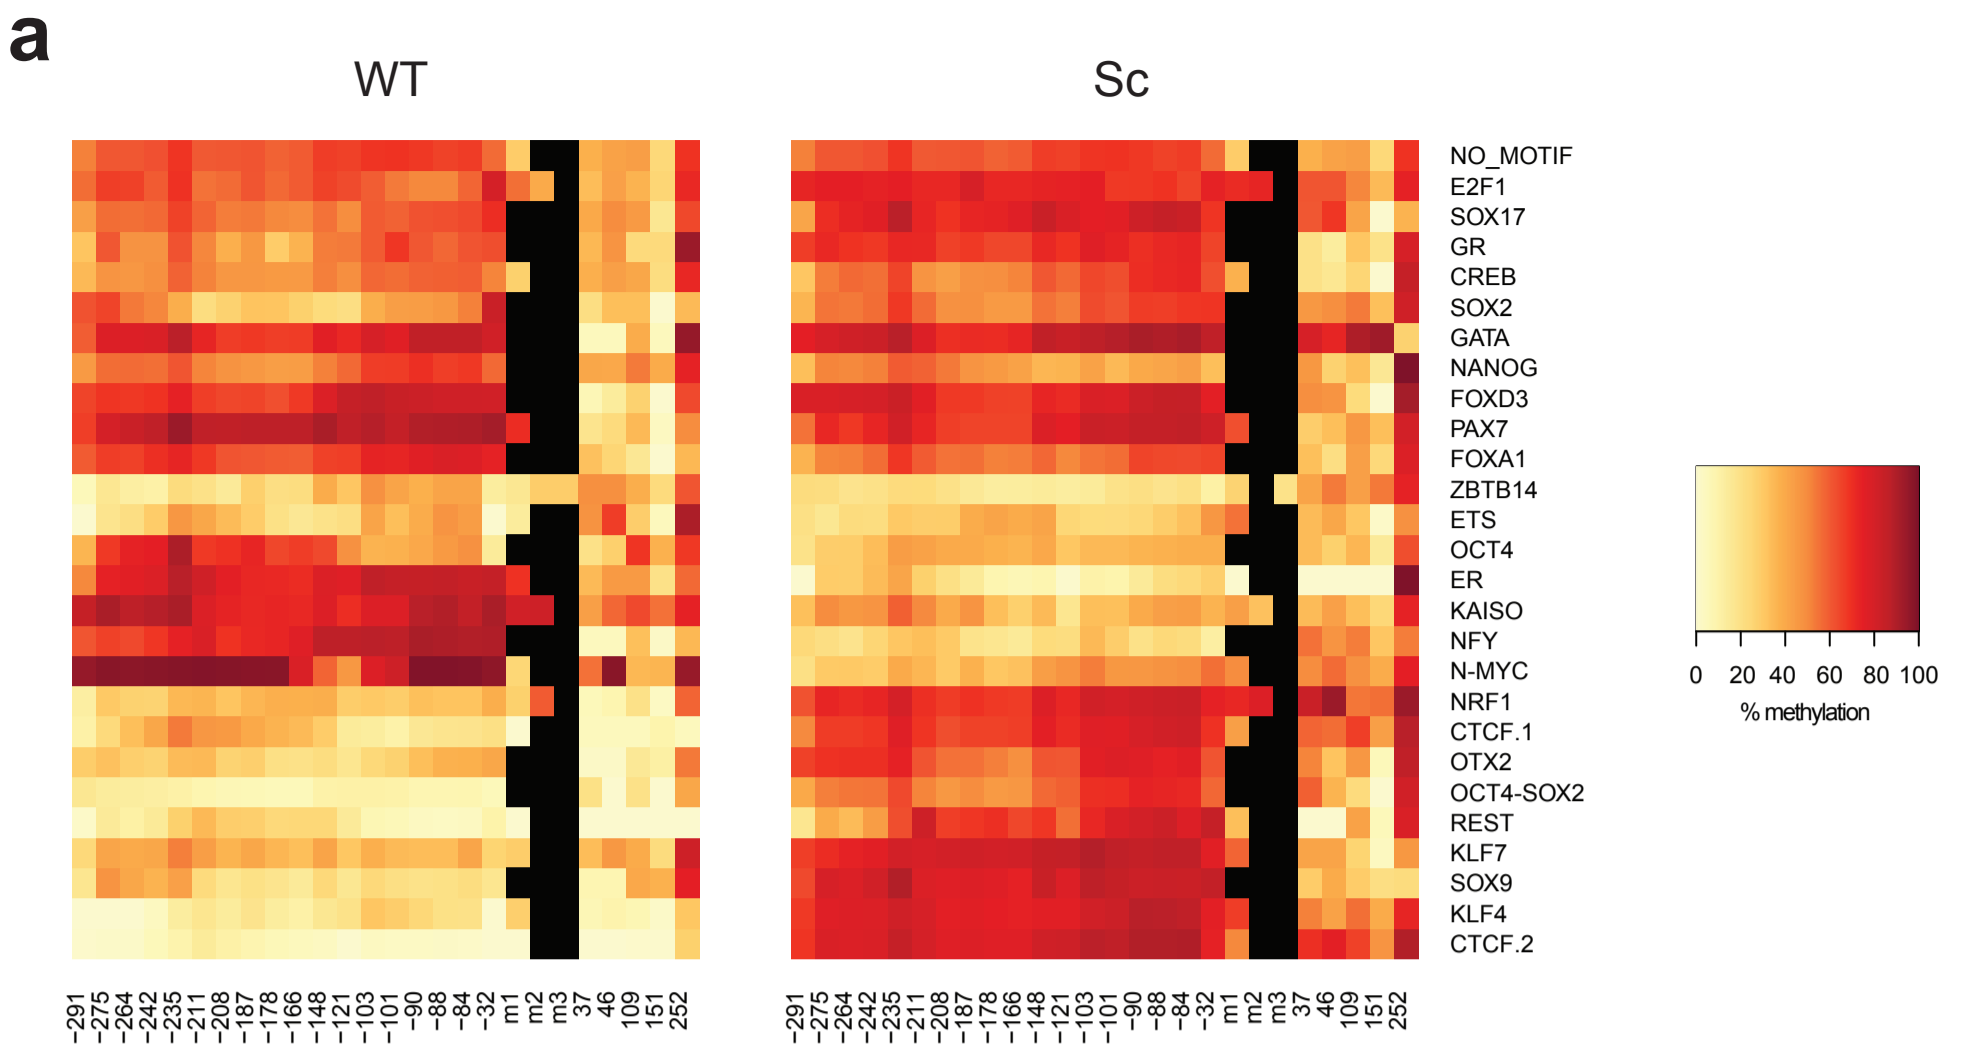 a
WT
Sc
NO_MOTIF
E2F1
SOX17
GR
CREB
SOX2
GATA
NANOG
FOXD3
PAX7
FOXA1
ZBTB14
ETS
OCT4
ER
KAISO
NFY
N-MYC
NRF1
CTCF.1
OTX2
OCT4-SOX2
REST
KLF7
SOX9
KLF4
CTCF.2
0 20 40 60 80 100
% methylation
−291 −275 −264 −242 −235 −211 −208 −187 −178 −166 −148 −121 −103 −101 −90 −88 −84 −32 m1 m2 m3 37 46 109 151 252
−291 −275 −264 −242 −235 −211 −208 −187 −178 −166 −148 −121 −103 −101 −90 −88 −84 −32 m1 m2 m3 37 46 109 151 252